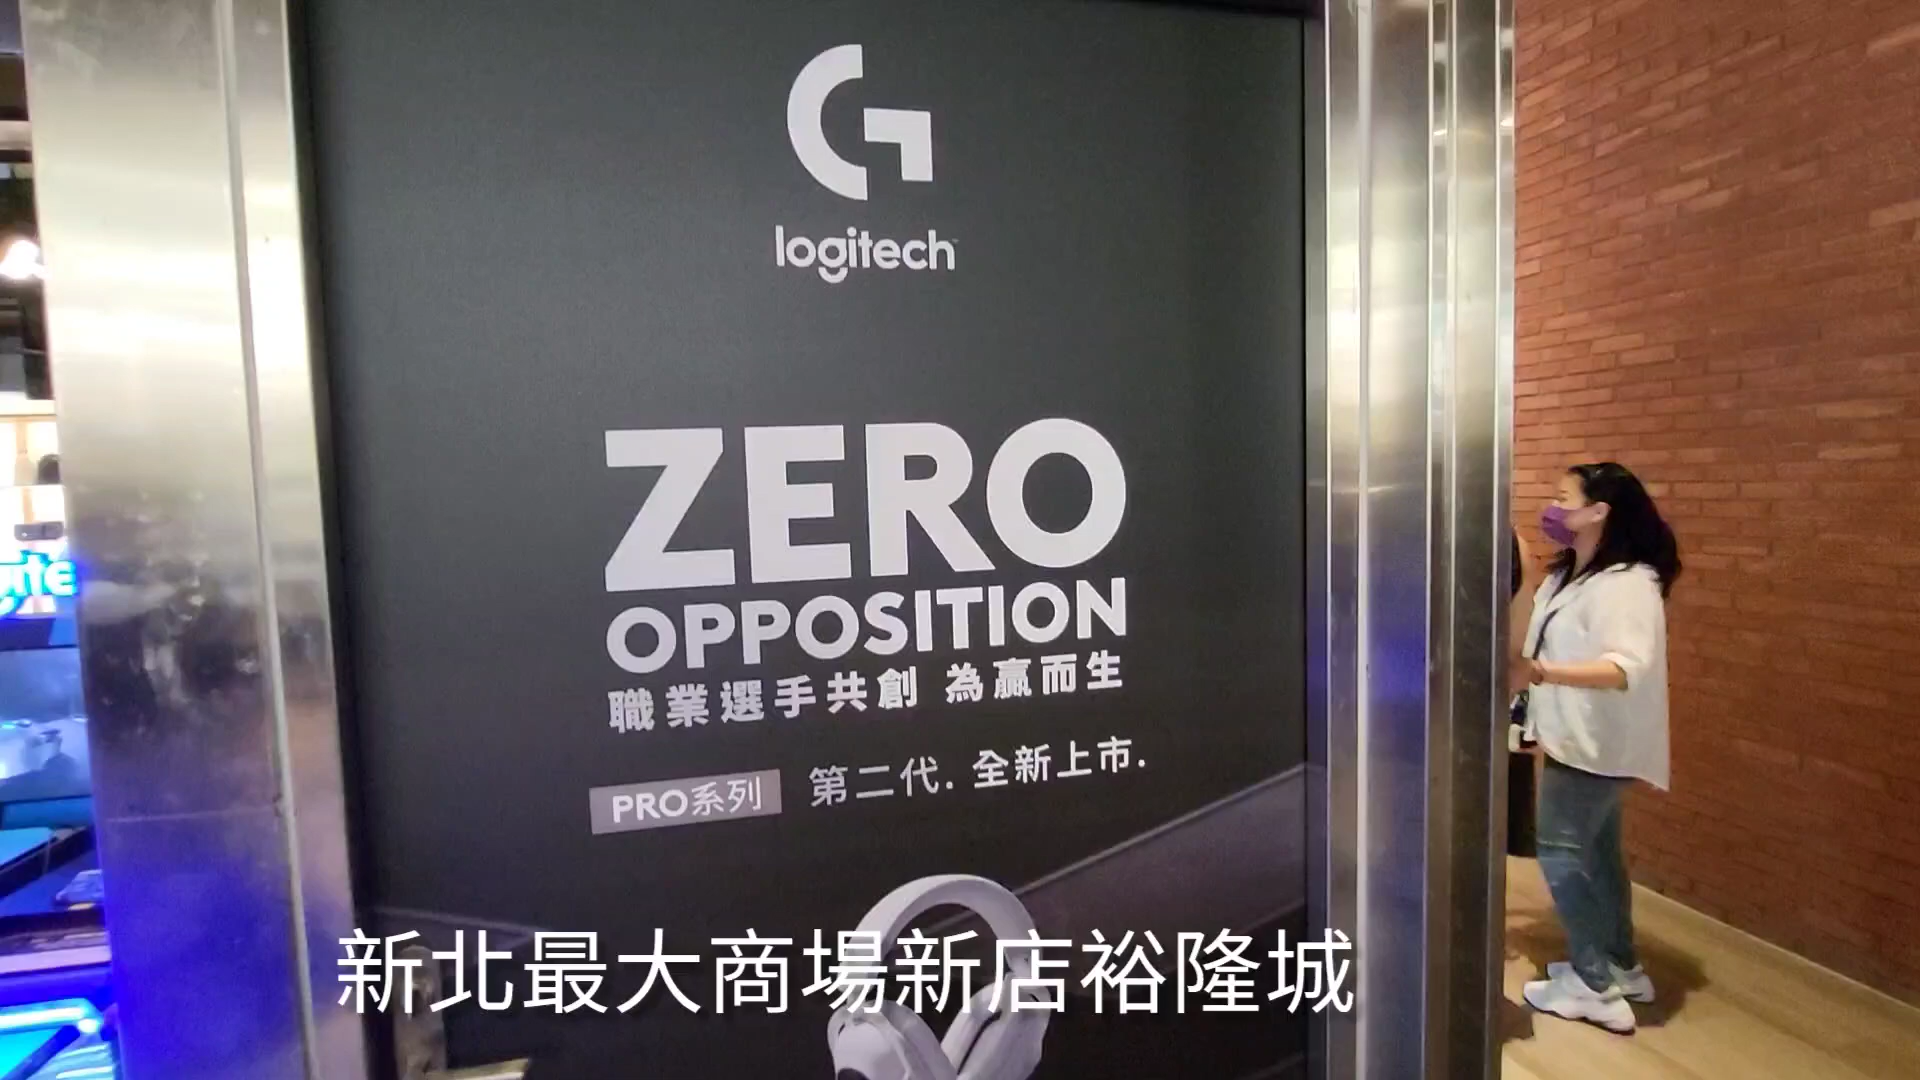 logitech
ZERO
OPPOSITION
職業選手共創 為贏而生
PRO系列 第二代. 全新上市.
新北最大商場新店裕隆城